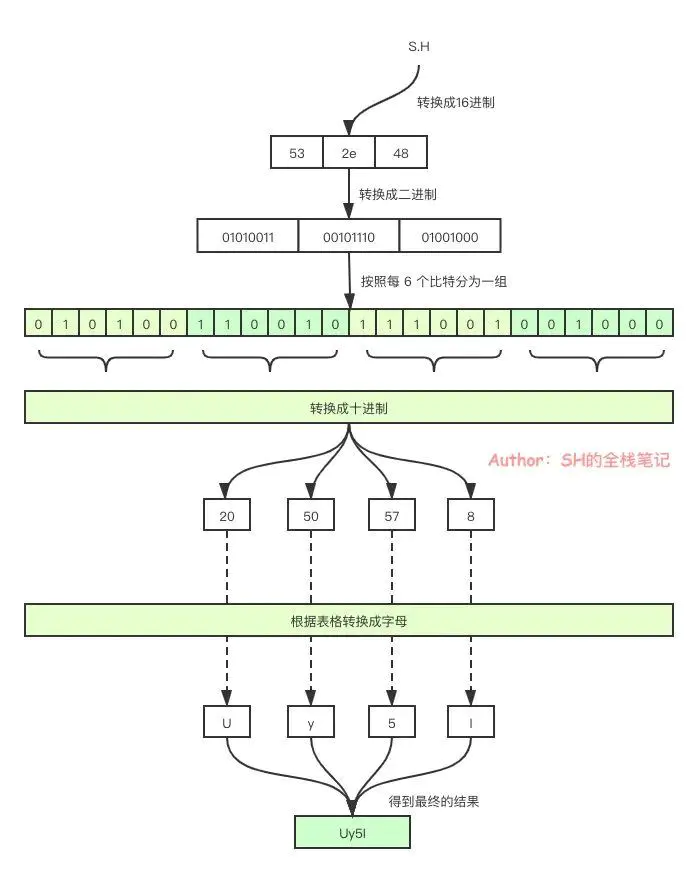 S.H
转换成16进制
53 2e 48
转换成二进制
01010011 00101110 01001000
按照每 6 个比特分为一组
0 1 0 1 0 0 1 1 0 0 1 0 1 1 1 0 0 1 0 0 1 0 0 0
转换成十进制
Author：SH的全栈笔记
20 50 57 8
根据表格转换成字母
U y 5 I
得到最终的结果
Uy5I